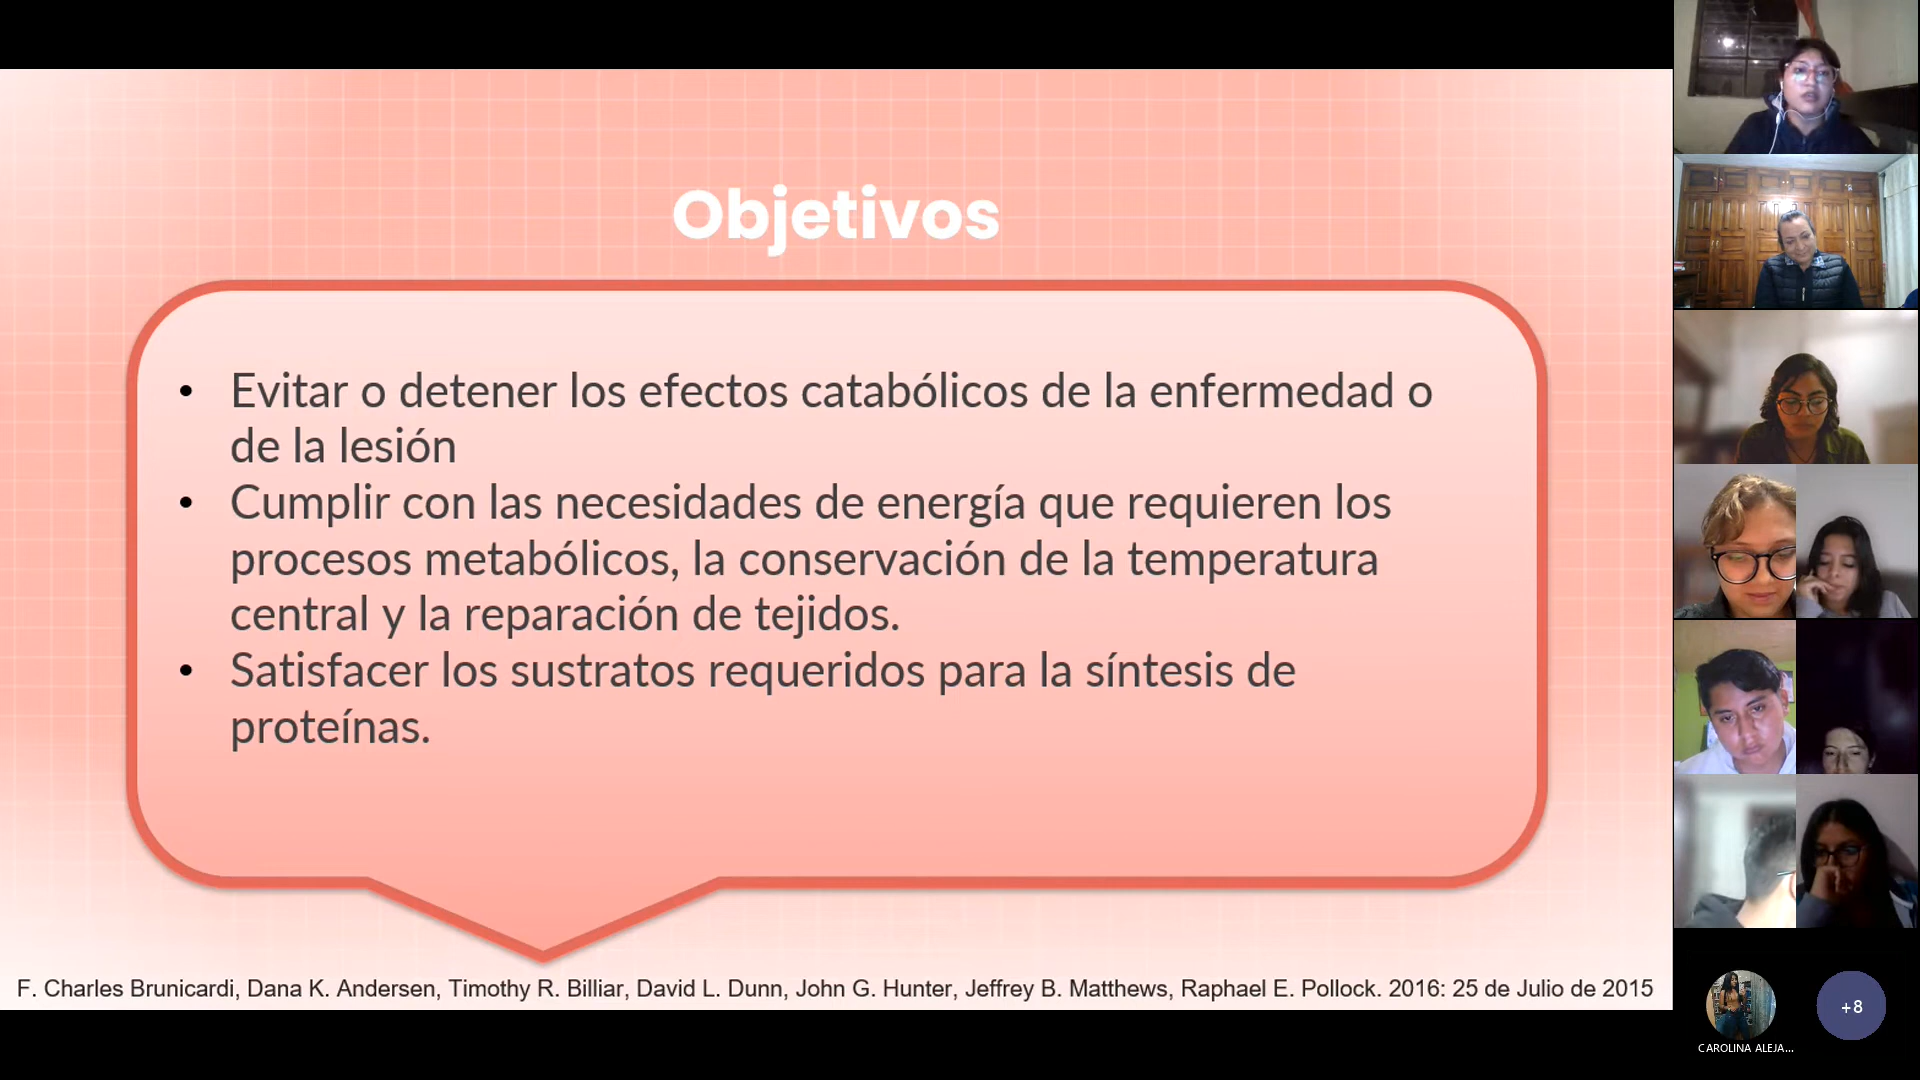 Objetivos
• Evitar o detener los efectos catabólicos de la enfermedad o
de la lesión
• Cumplir con las necesidades de energía que requieren los
procesos metabólicos, la conservación de la temperatura
central y la reparación de tejidos.
• Satisfacer los sustratos requeridos para la síntesis de
proteínas.
F. Charles Brunicardi, Dana K. Andersen, Timothy R. Billiar, David L. Dunn, John G. Hunter, Jeffrey B. Matthews, Raphael E. Pollock. 2016: 25 de Julio de 2015
+8
CAROLINA ALEJA...